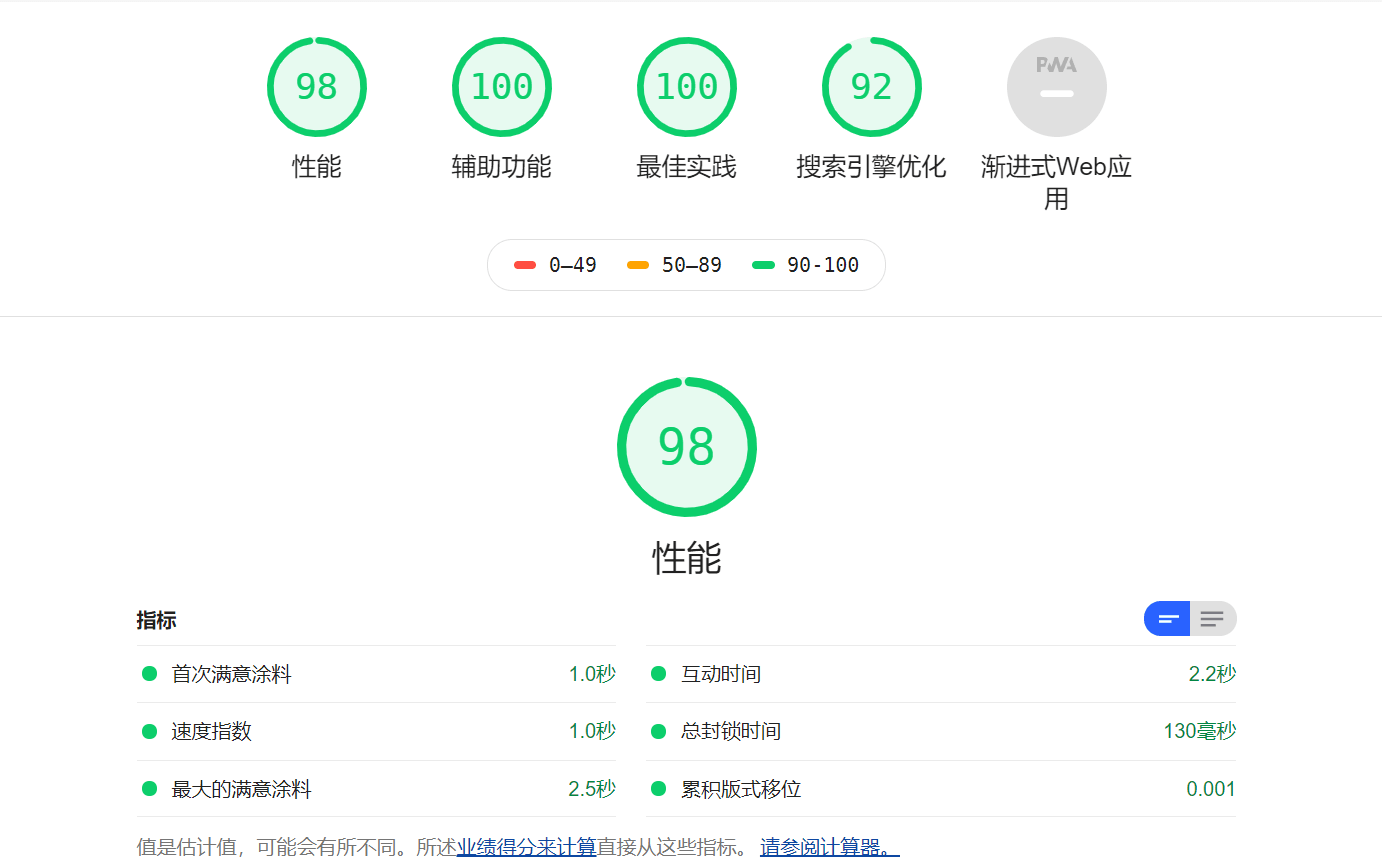 98
100
100
92
PWA
性能
辅助功能
最佳实践
搜索引擎优化
渐进式Web应
用
0–49
50–89
90-100
98
性能
指标
首次满意涂料 1.0秒
互动时间 2.2秒
速度指数 1.0秒
总封锁时间 130毫秒
最大的满意涂料 2.5秒
累积版式移位 0.001
值是估计值，可能会有所不同。所述业绩得分来计算直接从这些指标。 请参阅计算器。